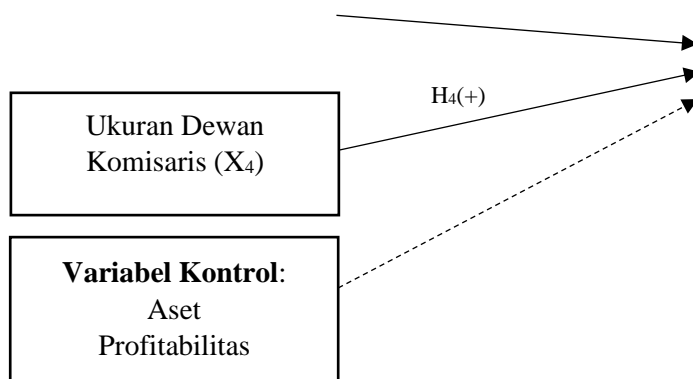 H4(+)
Ukuran Dewan
Komisaris (X4)
Variabel Kontrol:
Aset
Profitabilitas